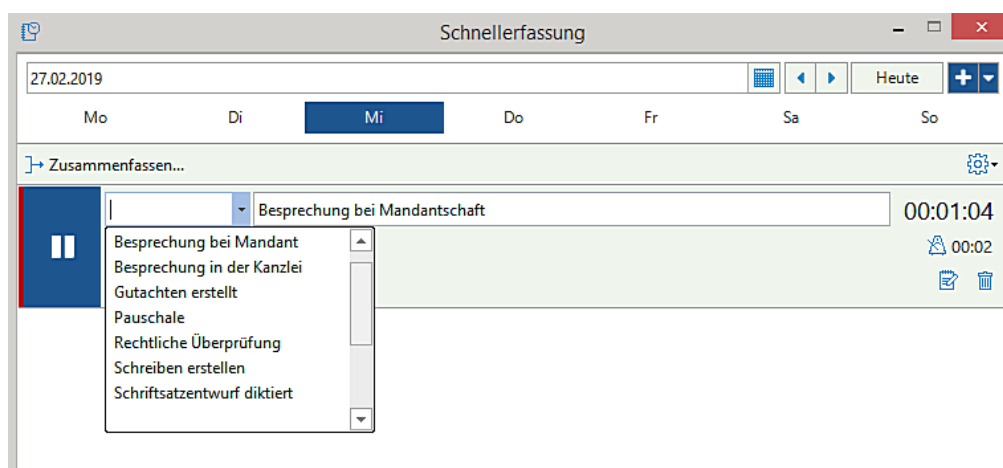 Schnellerfassung
27.02.2019
Heute
Mo Di Mi Do Fr Sa So
Zusammenfassen...
Besprechung bei Mandantschaft 00:01:04
00:02
Besprechung bei Mandant
Besprechung in der Kanzlei
Gutachten erstellt
Pauschale
Rechtliche Überprüfung
Schreiben erstellen
Schriftsatzentwurf diktiert